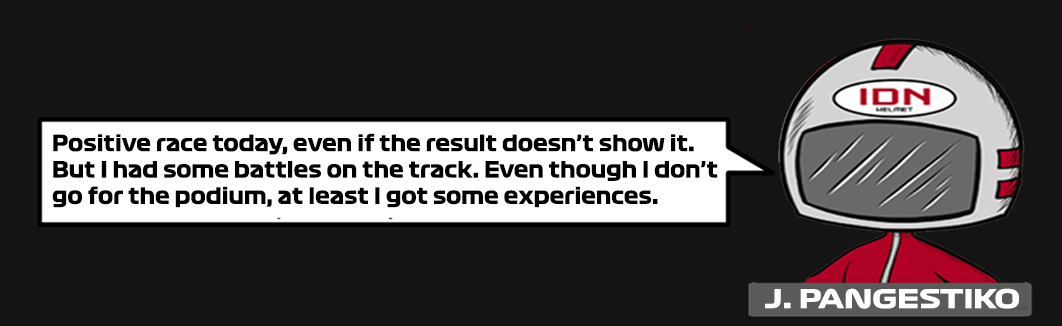 Positive race today, even if the result doesn't show it.
But I had some battles on the track. Even though I don't
go for the podium, at least I got some experiences.
IDN
HELMET
J. PANGESTIKO